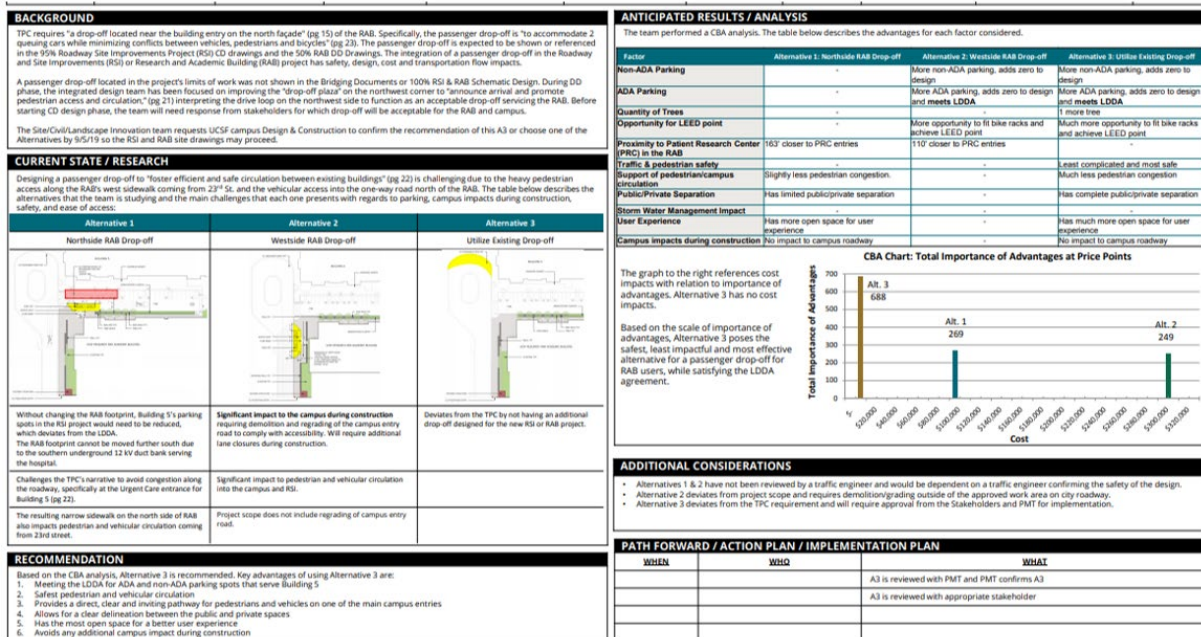 BACKGROUND
TPC requires "a drop-off located near the building entry on the north façade" (pg 15) of the RAB. Specifically, the passenger drop-off is "to accommodate 2
queuing cars while minimizing conflicts between vehicles, pedestrians and bicycles" (pg 23). The passenger drop-off is expected to be shown or referenced
in the 95% Roadway Site Improvements Project (RSI) CD drawings and the 50% RAB DD Drawings. The integration of a passenger drop-off in the Roadway
and Site Improvements (RSI) or Research and Academic Building (RAB) project has safety, design, cost and transportation flow impacts.
A passenger drop-off located in the project's limits of work was not shown in the Bridging Documents or 100% RSI & RAB Schematic Design. During DD
phase, the integrated design team has been focused on improving the "drop-off plaza" on the northwest corner to "announce arrival and promote
pedestrian access and circulation," (pg 21) interpreting the drive loop on the northwest side to function as an acceptable drop-off servicing the RAB. Before
starting CD design phase, the team will need response from stakeholders for which drop-off will be acceptable for the RAB and campus.
The Site/Civil/Landscape Innovation team requests UCSF campus Design & Construction to confirm the recommendation of this A3 or choose one of the
Alternatives by 9/5/19 so the RSI and RAB site drawings may proceed.
CURRENT STATE / RESEARCH
Designing a passenger drop-off to "foster efficient and safe circulation between existing buildings" (pg 22) is challenging due to the heavy pedestrian
access along the RAB's west sidewalk coming from 23rd St. and the vehicular access into the one-way road north of the RAB. The table below describes the
alternatives that the team is studying and the main challenges that each one presents with regards to parking, campus impacts during construction,
safety, and ease of access:
Alternative 1 Alternative 2 Alternative 3
Northside RAB Drop-off Westside RAB Drop-off Utilize Existing Drop-off
Without changing the RAB footprint, Building 5's parking
spots in the RSI project would need to be reduced,
which deviates from the LDDA.
The RAB footprint cannot be moved further south due
to the southern underground 12 kV duct bank serving
the hospital.
Significant impact to the campus during construction
requiring demolition and regrading of the campus entry
road to comply with accessibility. Will require additional
lane closures during construction.
Deviates from the TPC by not having an additional
drop-off designed for the new RSI or RAB project.
Challenges the TPC's narrative to avoid congestion along
the roadway, specifically at the Urgent Care entrance for
Building 5 (pg 22).
Significant impact to pedestrian and vehicular circulation
into the campus and RSI.
The resulting narrow sidewalk on the north side of RAB
also impacts pedestrian and vehicular circulation coming
from 23rd street.
Project scope does not include regrading of campus entry
road.
RECOMMENDATION
Based on the CBA analysis, Alternative 3 is recommended. Key advantages of using Alternative 3 are:
1. Meeting the LDDA for ADA and non-ADA parking spots that serve Building 5
2. Safest pedestrian and vehicular circulation
3. Provides a direct, clear and inviting pathway for pedestrians and vehicles on one of the main campus entries
4. Allows for a clear delineation between the public and private spaces
5. Has the most open space for a better user experience
6. Avoids any additional campus impact during construction
ANTICIPATED RESULTS / ANALYSIS
The team performed a CBA analysis. The table below describes the advantages for each factor considered.
Factor Alternative 1: Northside RAB Drop-off Alternative 2: Westside RAB Drop-off Alternative 3: Utilize Existing Drop-off
Non-ADA Parking - More non-ADA parking, adds zero to design More non-ADA parking, adds zero to design
ADA Parking - More ADA parking, adds zero to design and meets LDDA More ADA parking, adds zero to design and meets LDDA
Quantity of Trees - - 1 more tree
Opportunity for LEED point - More opportunity to fit bike racks and achieve LEED point Much more opportunity to fit bike racks and achieve LEED point
Proximity to Patient Research Center (PRC) in the RAB 163' closer to PRC entries 110' closer to PRC entries -
Traffic & pedestrian safety - - Least complicated and most safe
Support of pedestrian/campus circulation Slightly less pedestrian congestion. - Much less pedestrian congestion
Public/Private Separation Has limited public/private separation - Has complete public/private separation
Storm Water Management Impact - - -
User Experience Has more open space for user experience - Has much more open space for user experience
Campus impacts during construction No impact to campus roadway - No impact to campus roadway
The graph to the right references cost
impacts with relation to importance of
advantages. Alternative 3 has no cost
impacts.
Based on the scale of importance of
advantages, Alternative 3 poses the
safest, least impactful and most effective
alternative for a passenger drop-off for
RAB users, while satisfying the LDDA
agreement.
CBA Chart: Total Importance of Advantages at Price Points
Total Importance of Advantages
700
600
500
400
300
200
100
0
Alt. 3
688
Alt. 1
269
Alt. 2
249
$- $20,000 $40,000 $60,000 $80,000 $100,000 $120,000 $140,000 $160,000 $180,000 $200,000 $220,000 $240,000 $260,000 $280,000 $300,000 $320,000
Cost
ADDITIONAL CONSIDERATIONS
• Alternatives 1 & 2 have not been reviewed by a traffic engineer and would be dependent on a traffic engineer confirming the safety of the design.
• Alternative 2 deviates from project scope and requires demolition/grading outside of the approved work area on city roadway.
• Alternative 3 deviates from the TPC requirement and will require approval from the Stakeholders and PMT for implementation.
PATH FORWARD / ACTION PLAN / IMPLEMENTATION PLAN
WHEN WHO WHAT
A3 is reviewed with PMT and PMT confirms A3
A3 is reviewed with appropriate stakeholder